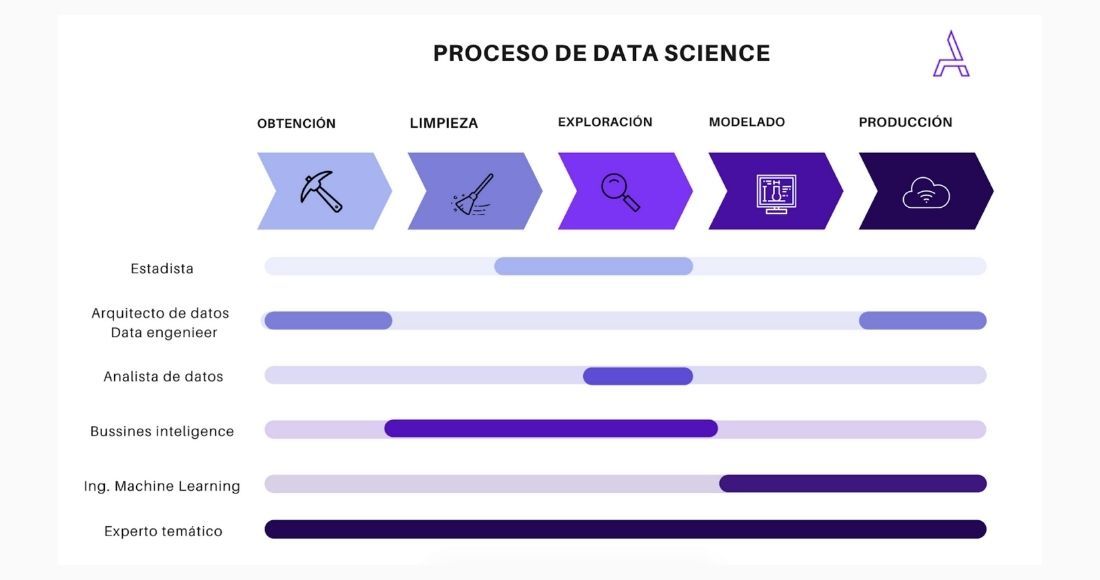 PROCESO DE DATA SCIENCE
OBTENCIÓN
LIMPIEZA
EXPLORACIÓN
MODELADO
PRODUCCIÓN
Estadista
Arquitecto de datos
Data engenieer
Analista de datos
Bussines inteligence
Ing. Machine Learning
Experto temático